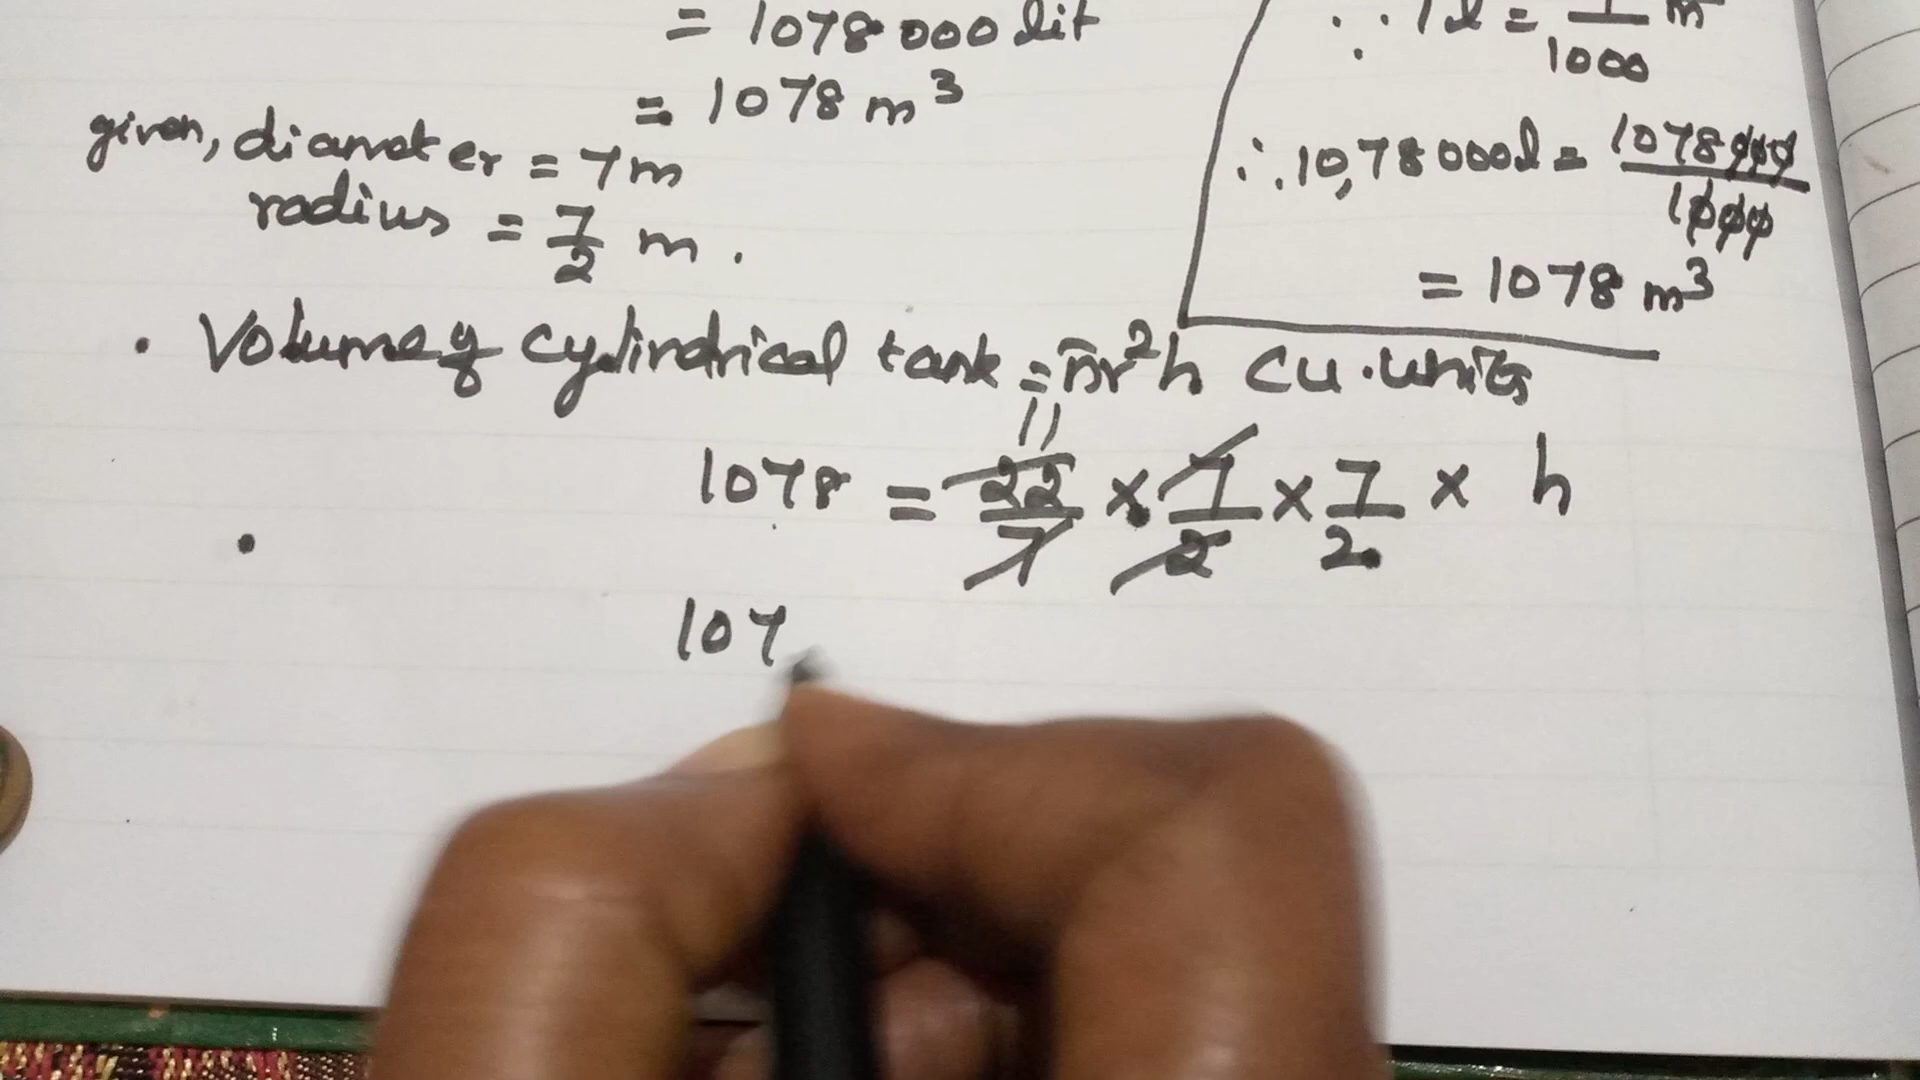 = 1078000 lit
= 1078 m³
given, diameter = 7m
radius = 7/2 m.
∴ 1l = 1/1000 m
∴ 10,78000l = 1078000/1000
= 1078 m³
• Volume of cylindrical tank = πr²h cu.units
11
1078 = 22/7 × 7/2 × 7/2 × h
107